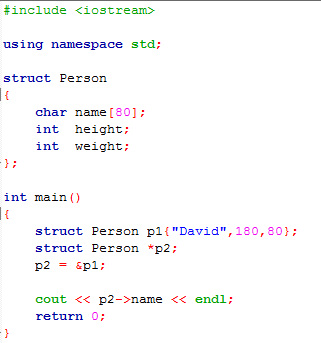 #include <iostream>
using namespace std;
struct Person
{
char name[80];
int  height;
int  weight;
};
int main()
{
struct Person p1{"David",180,80};
struct Person *p2;
p2 = &p1;
cout << p2->name << endl;
return 0;
}